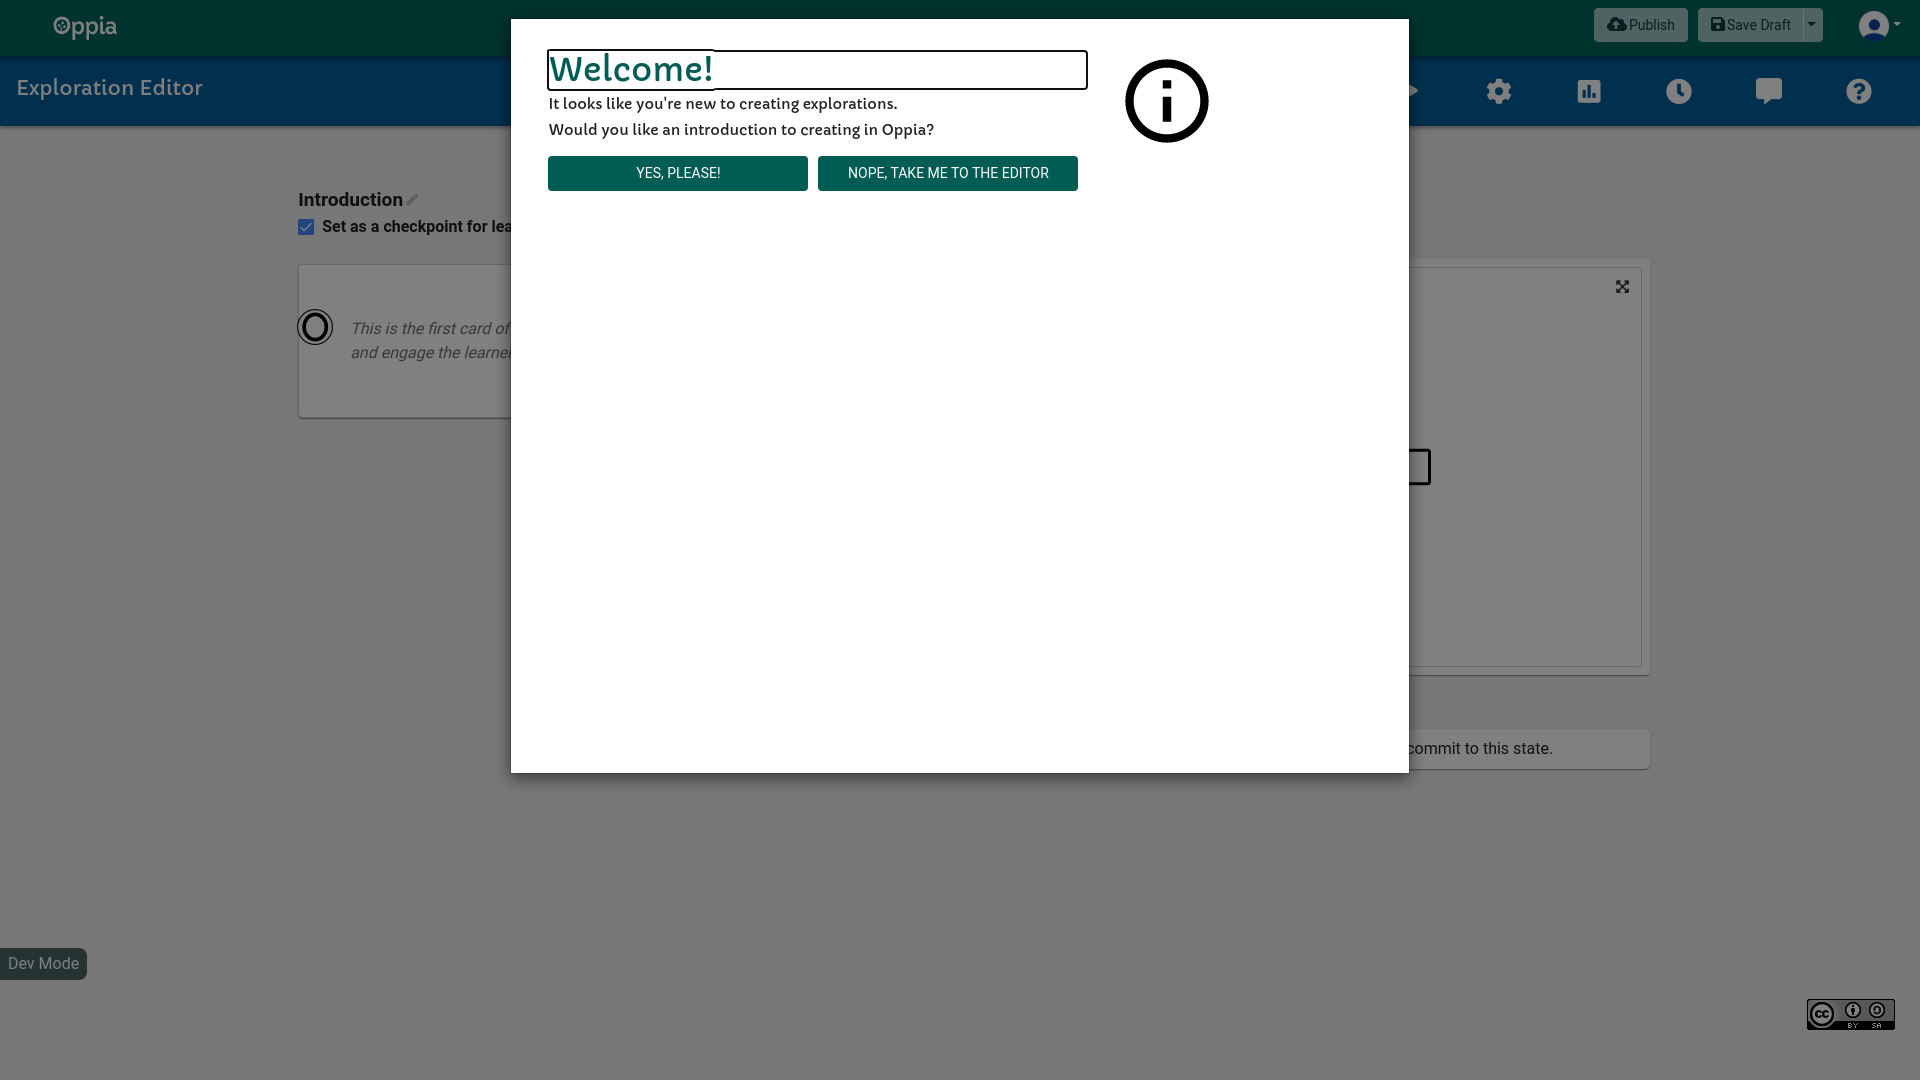 Oppia
Publish
Save Draft
Exploration Editor
Welcome!
It looks like you're new to creating explorations.
Would you like an introduction to creating in Oppia?
YES, PLEASE!
NOPE, TAKE ME TO THE EDITOR
Introduction
Set as a checkpoint for
This is the first card of
and engage the
commit to this state.
Dev Mode
cc
BY SA